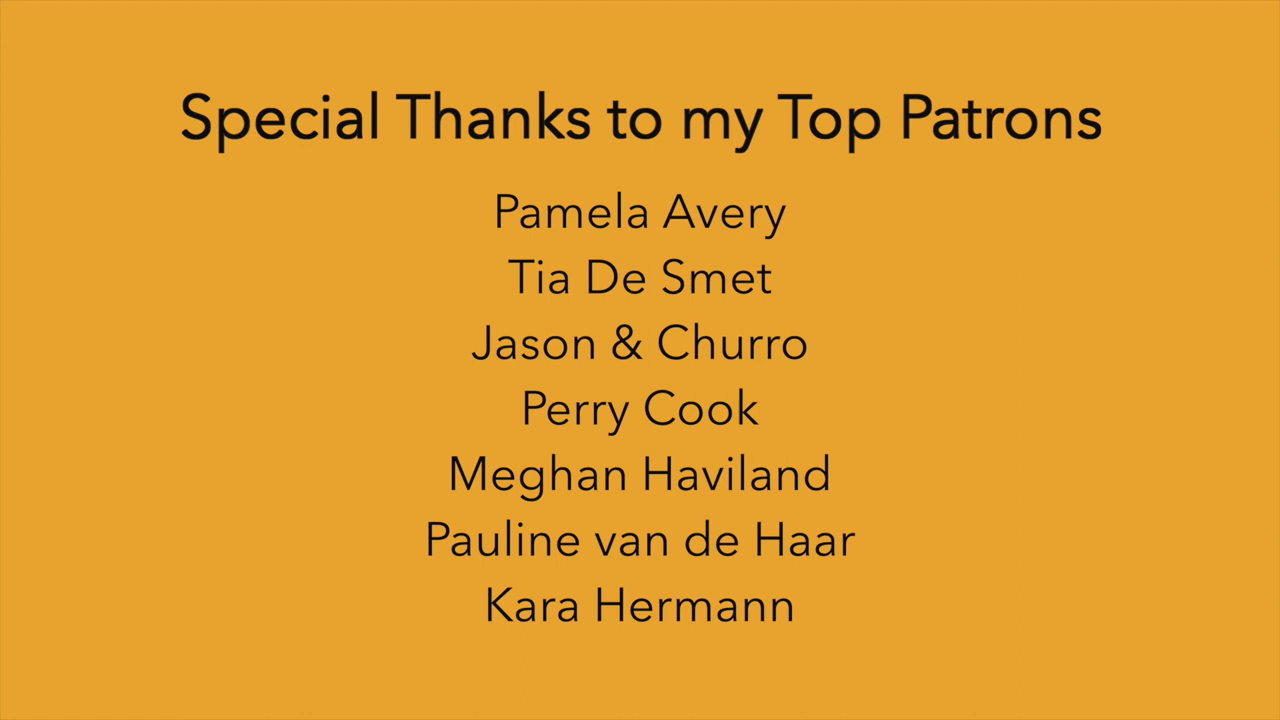 Special Thanks to my Top Patrons
Pamela Avery
Tia De Smet
Jason & Churro
Perry Cook
Meghan Haviland
Pauline van de Haar
Kara Hermann